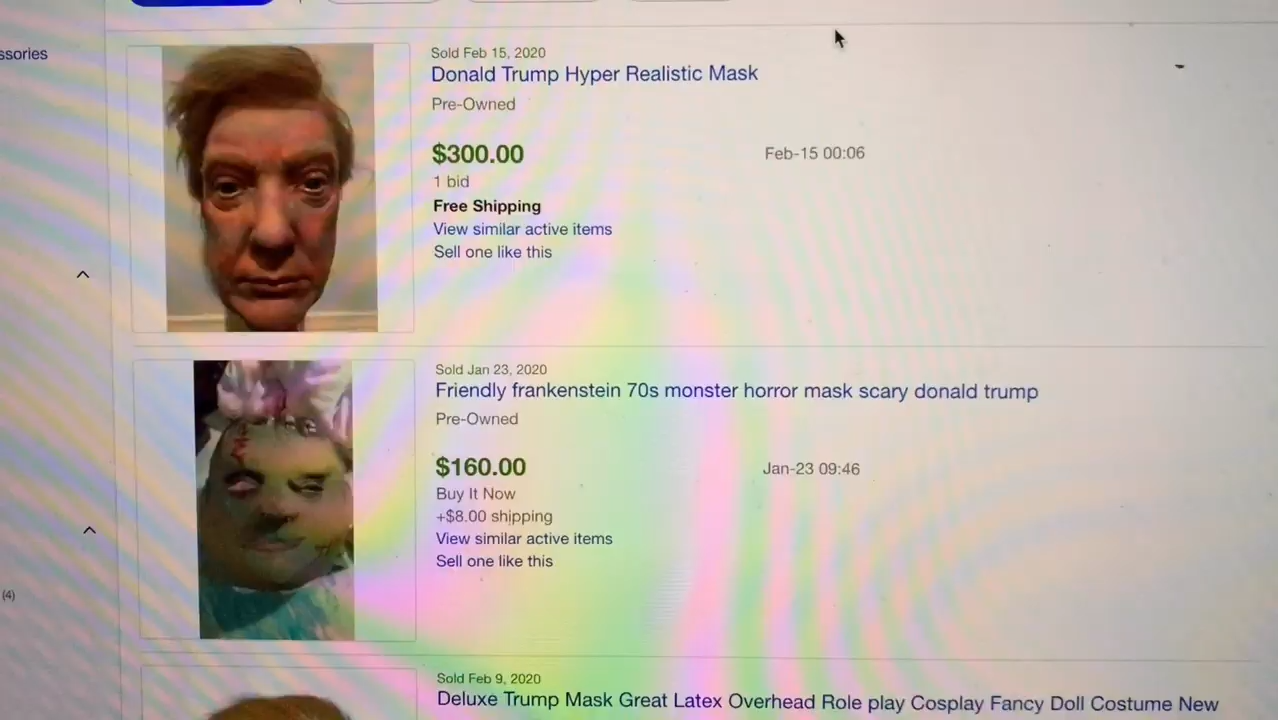 ssories
Sold Feb 15, 2020
Donald Trump Hyper Realistic Mask
Pre-Owned
$300.00
Feb-15 00:06
1 bid
Free Shipping
View similar active items
Sell one like this
Sold Jan 23, 2020
Friendly frankenstein 70s monster horror mask scary donald trump
Pre-Owned
$160.00
Jan-23 09:46
Buy It Now
+$8.00 shipping
View similar active items
Sell one like this
(4)
Sold Feb 9, 2020
Deluxe Trump Mask Great Latex Overhead Role play Cosplay Fancy Doll Costume New